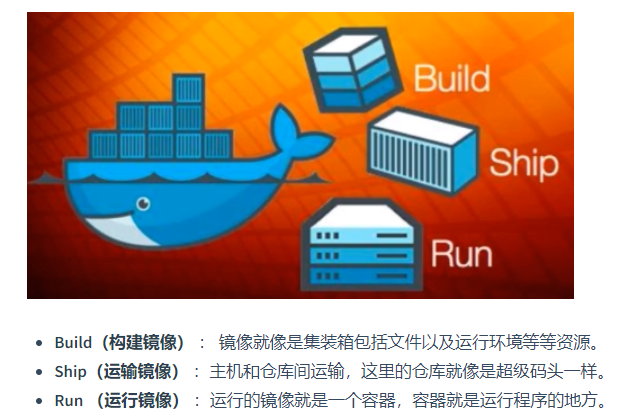 Build
Ship
Run
Build（构建镜像）： 镜像就像是集装箱包括文件以及运行环境等等资源。
Ship（运输镜像）：主机和仓库间运输，这里的仓库就像是超级码头一样。
Run （运行镜像）：运行的镜像就是一个容器，容器就是运行程序的地方。